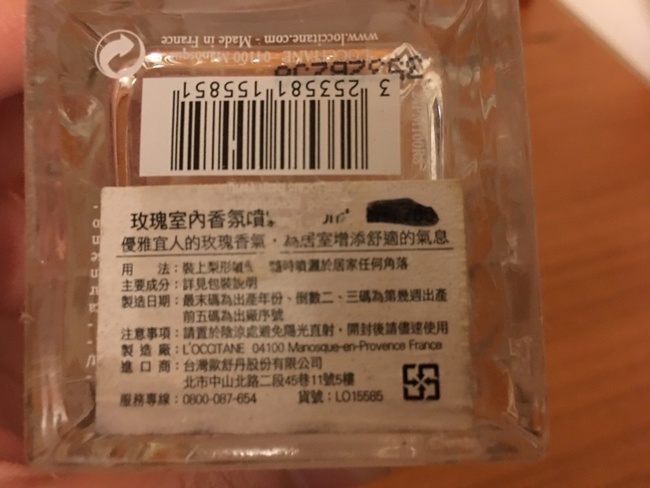 www.loccitane.com - Made in France
L'OCCITANE - 04100 Manosque
3 253581 155851
玫瑰室內香氛噴
優雅宜人的玫瑰香氣，為居室增添舒適的氣息
用 法：裝上梨形 隨時噴灑於居家任何角落
主要成分：詳見包裝說明
製造日期：最末碼為出產年份、倒數二、三碼為第幾週出產
前五碼為出廠序號
注意事項：請置於陰涼處避免陽光直射，開封後請儘速使用
製 造 廠：L'OCCITANE 04100 Manosque-en-Provence France
進 口 商：台灣歐舒丹股份有限公司
北市中山北路二段45巷11號5樓
服務專線：0800-087-654 貨號：LO15585